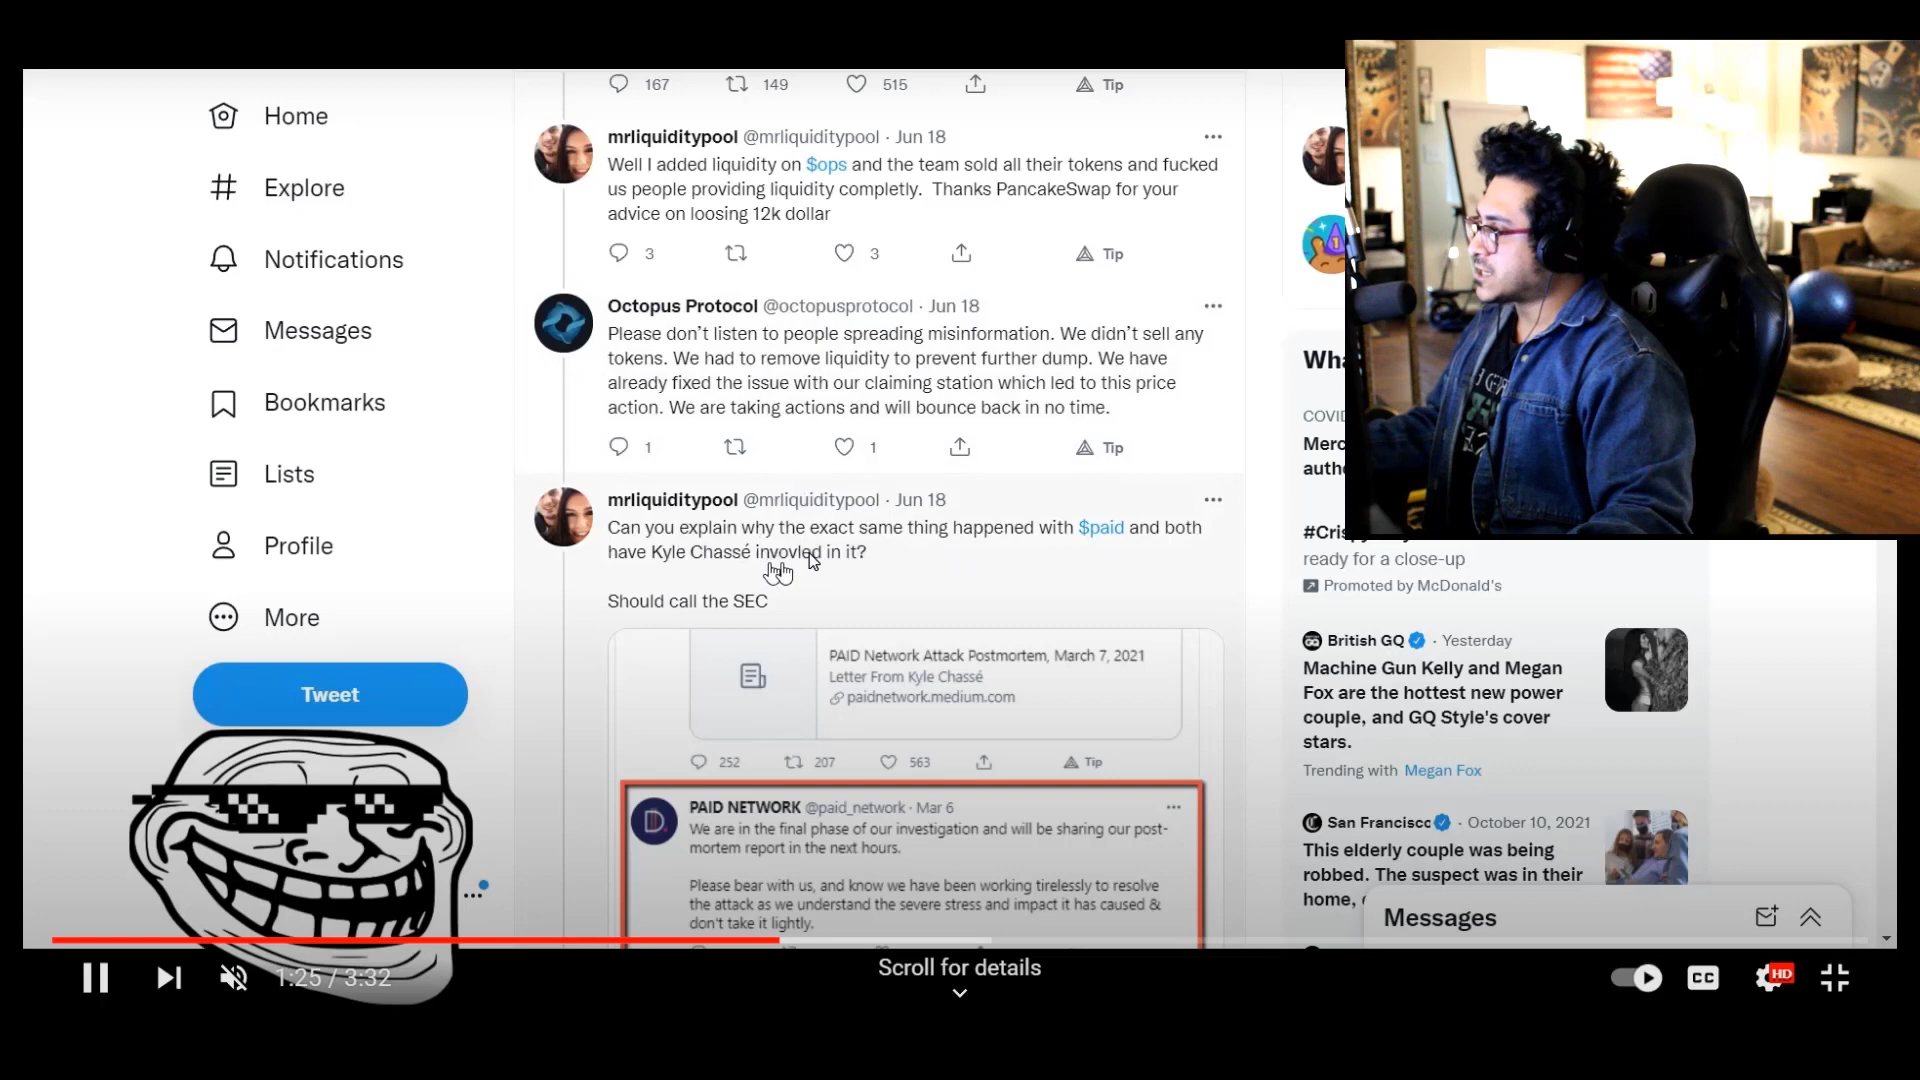 Home
Explore
Notifications
Messages
Bookmarks
Lists
Profile
More
Tweet
167 149 515 Tip
mrliquiditypool @mrliquiditypool · Jun 18
Well I added liquidity on $ops and the team sold all their tokens and fucked
us people providing liquidity completly. Thanks PancakeSwap for your
advice on loosing 12k dollar
3 3 Tip
Octopus Protocol @octopusprotocol · Jun 18
Please don’t listen to people spreading misinformation. We didn’t sell any
tokens. We had to remove liquidity to prevent further dump. We have
already fixed the issue with our claiming station which led to this price
action. We are taking actions and will bounce back in no time.
1 1 Tip
mrliquiditypool @mrliquiditypool · Jun 18
Can you explain why the exact same thing happened with $paid and both
have Kyle Chassé invovled in it?
Should call the SEC
PAID Network Attack Postmortem, March 7, 2021
Letter From Kyle Chassé
paidnetwork.medium.com
252 207 563 Tip
PAID NETWORK @paid_network · Mar 6
We are in the final phase of our investigation and will be sharing our post-
mortem report in the next hours.
Please bear with us, and know we have been working tirelessly to resolve
the attack as we understand the severe stress and impact it has caused &
don't take it lightly.
Wha
COVID
Merc
auth
#Cris
ready for a close-up
Promoted by McDonald's
British GQ · Yesterday
Machine Gun Kelly and Megan
Fox are the hottest new power
couple, and GQ Style's cover
stars.
Trending with Megan Fox
San Francisco · October 10, 2021
This elderly couple was being
robbed. The suspect was in their
home,
Messages
1:25 / 3:32
Scroll for details
CC
HD